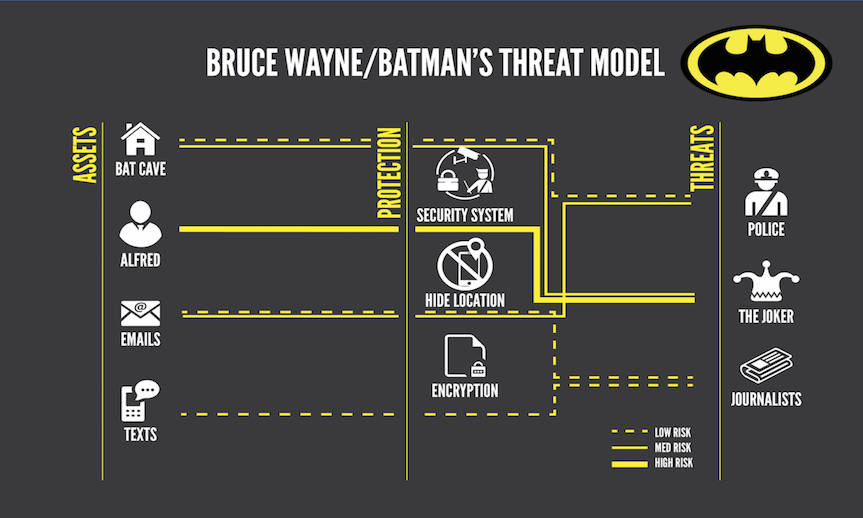 BRUCE WAYNE/BATMAN'S THREAT MODEL
ASSETS
BAT CAVE
ALFRED
@
EMAILS
TEXTS
PROTECTION
SECURITY SYSTEM
HIDE LOCATION
ENCRYPTION
THREATS
POLICE
THE JOKER
JOURNALISTS
LOW RISK
MED RISK
HIGH RISK